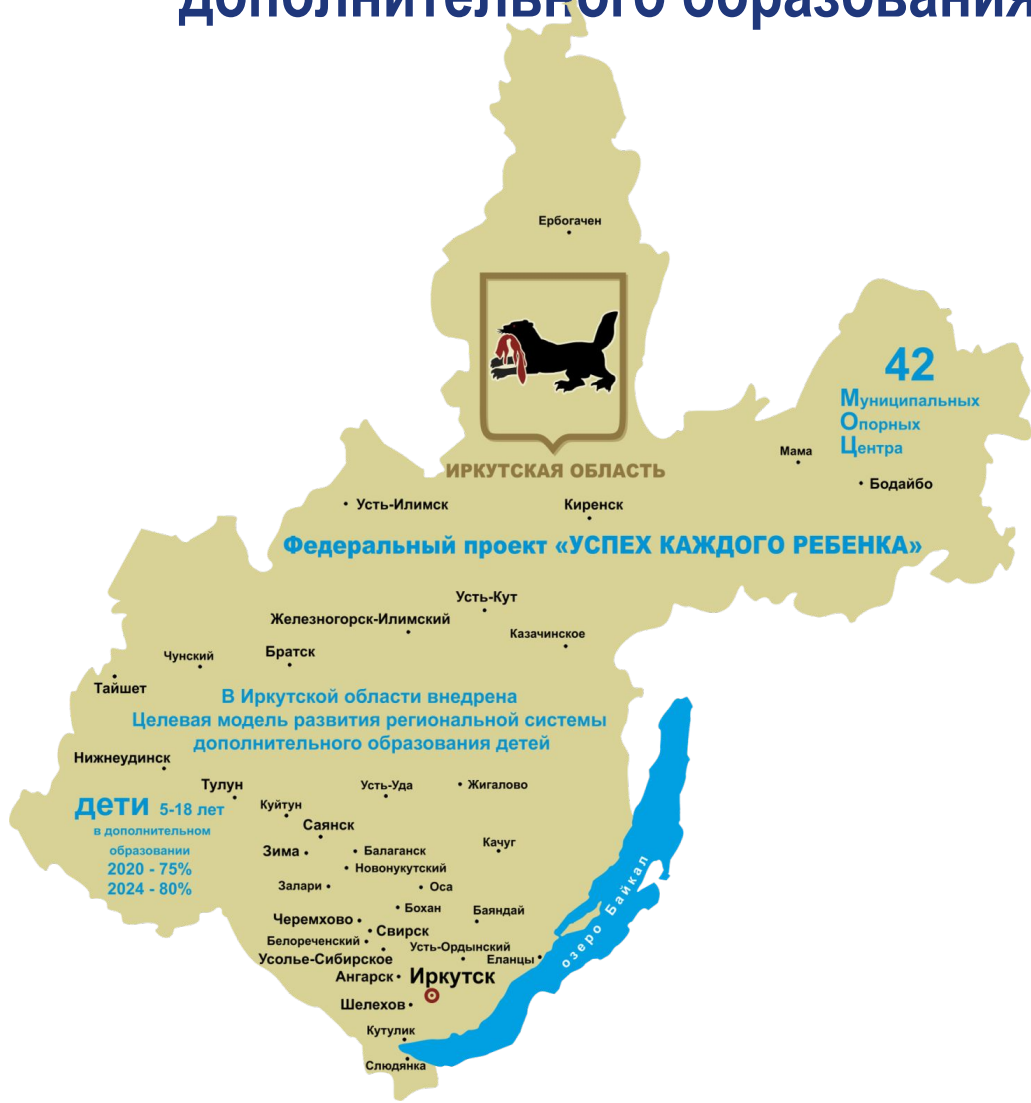 дополнительного образования
Ербогачен
42
Муниципальных
Опорных
Центра
ИРКУТСКАЯ ОБЛАСТЬ
Мама
Бодайбо
Усть-Илимск
Киренск
Федеральный проект «УСПЕХ КАЖДОГО РЕБЕНКА»
Усть-Кут
Железногорск-Илимский
Казачинское
Братск
Чунский
Тайшет
В Иркутской области внедрена
Целевая модель развития региональной системы
дополнительного образования детей
Нижнеудинск
Тулун
Усть-Уда
Жигалово
дети 5-18 лет
в дополнительном
образовании
2020 - 75%
2024 - 80%
Куйтун
Саянск
Зима
Балаганск
Качуг
Новонукутский
Залари
Оса
Бохан
Баяндай
Черемхово
Свирск
Белореченский
Усть-Ордынский
Усолье-Сибирское
Еланцы
Ангарск
Иркутск
Шелехов
Кутулик
Слюдянка
озеро Байкал